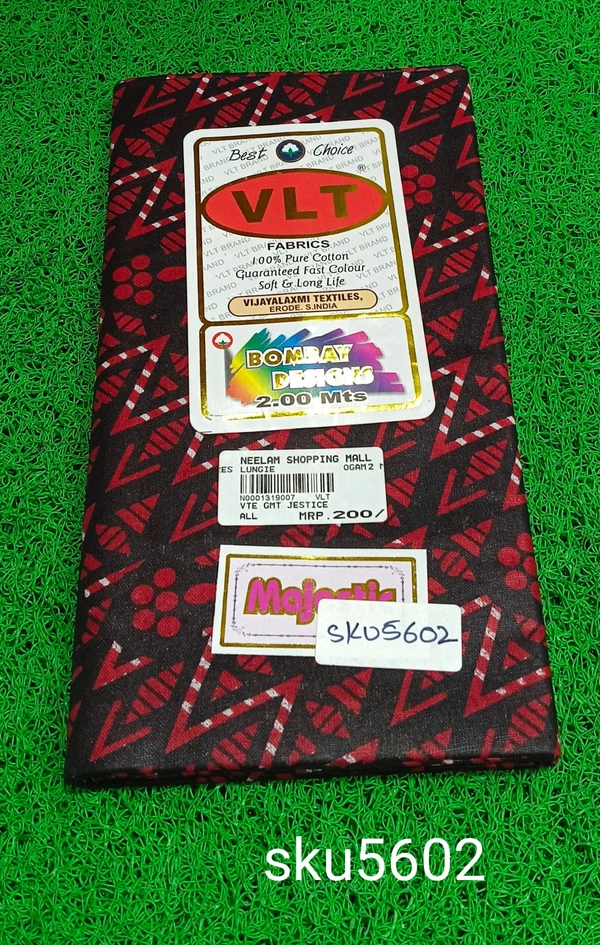 Best Choice
VLT
®
FABRICS
100% Pure Cotton
Guaranteed Fast Colour
Soft & Long Life
VIJAYALAXMI TEXTILES,
ERODE. S.INDIA
BOMBAY
DESIGNS
2.00 Mts
NEELAM SHOPPING MALL
LUNGIE OGAM2
N0001319007 VLT
VTE GMT JESTICE
ALL MRP.200/
Majestic
SKU5602
sku5602